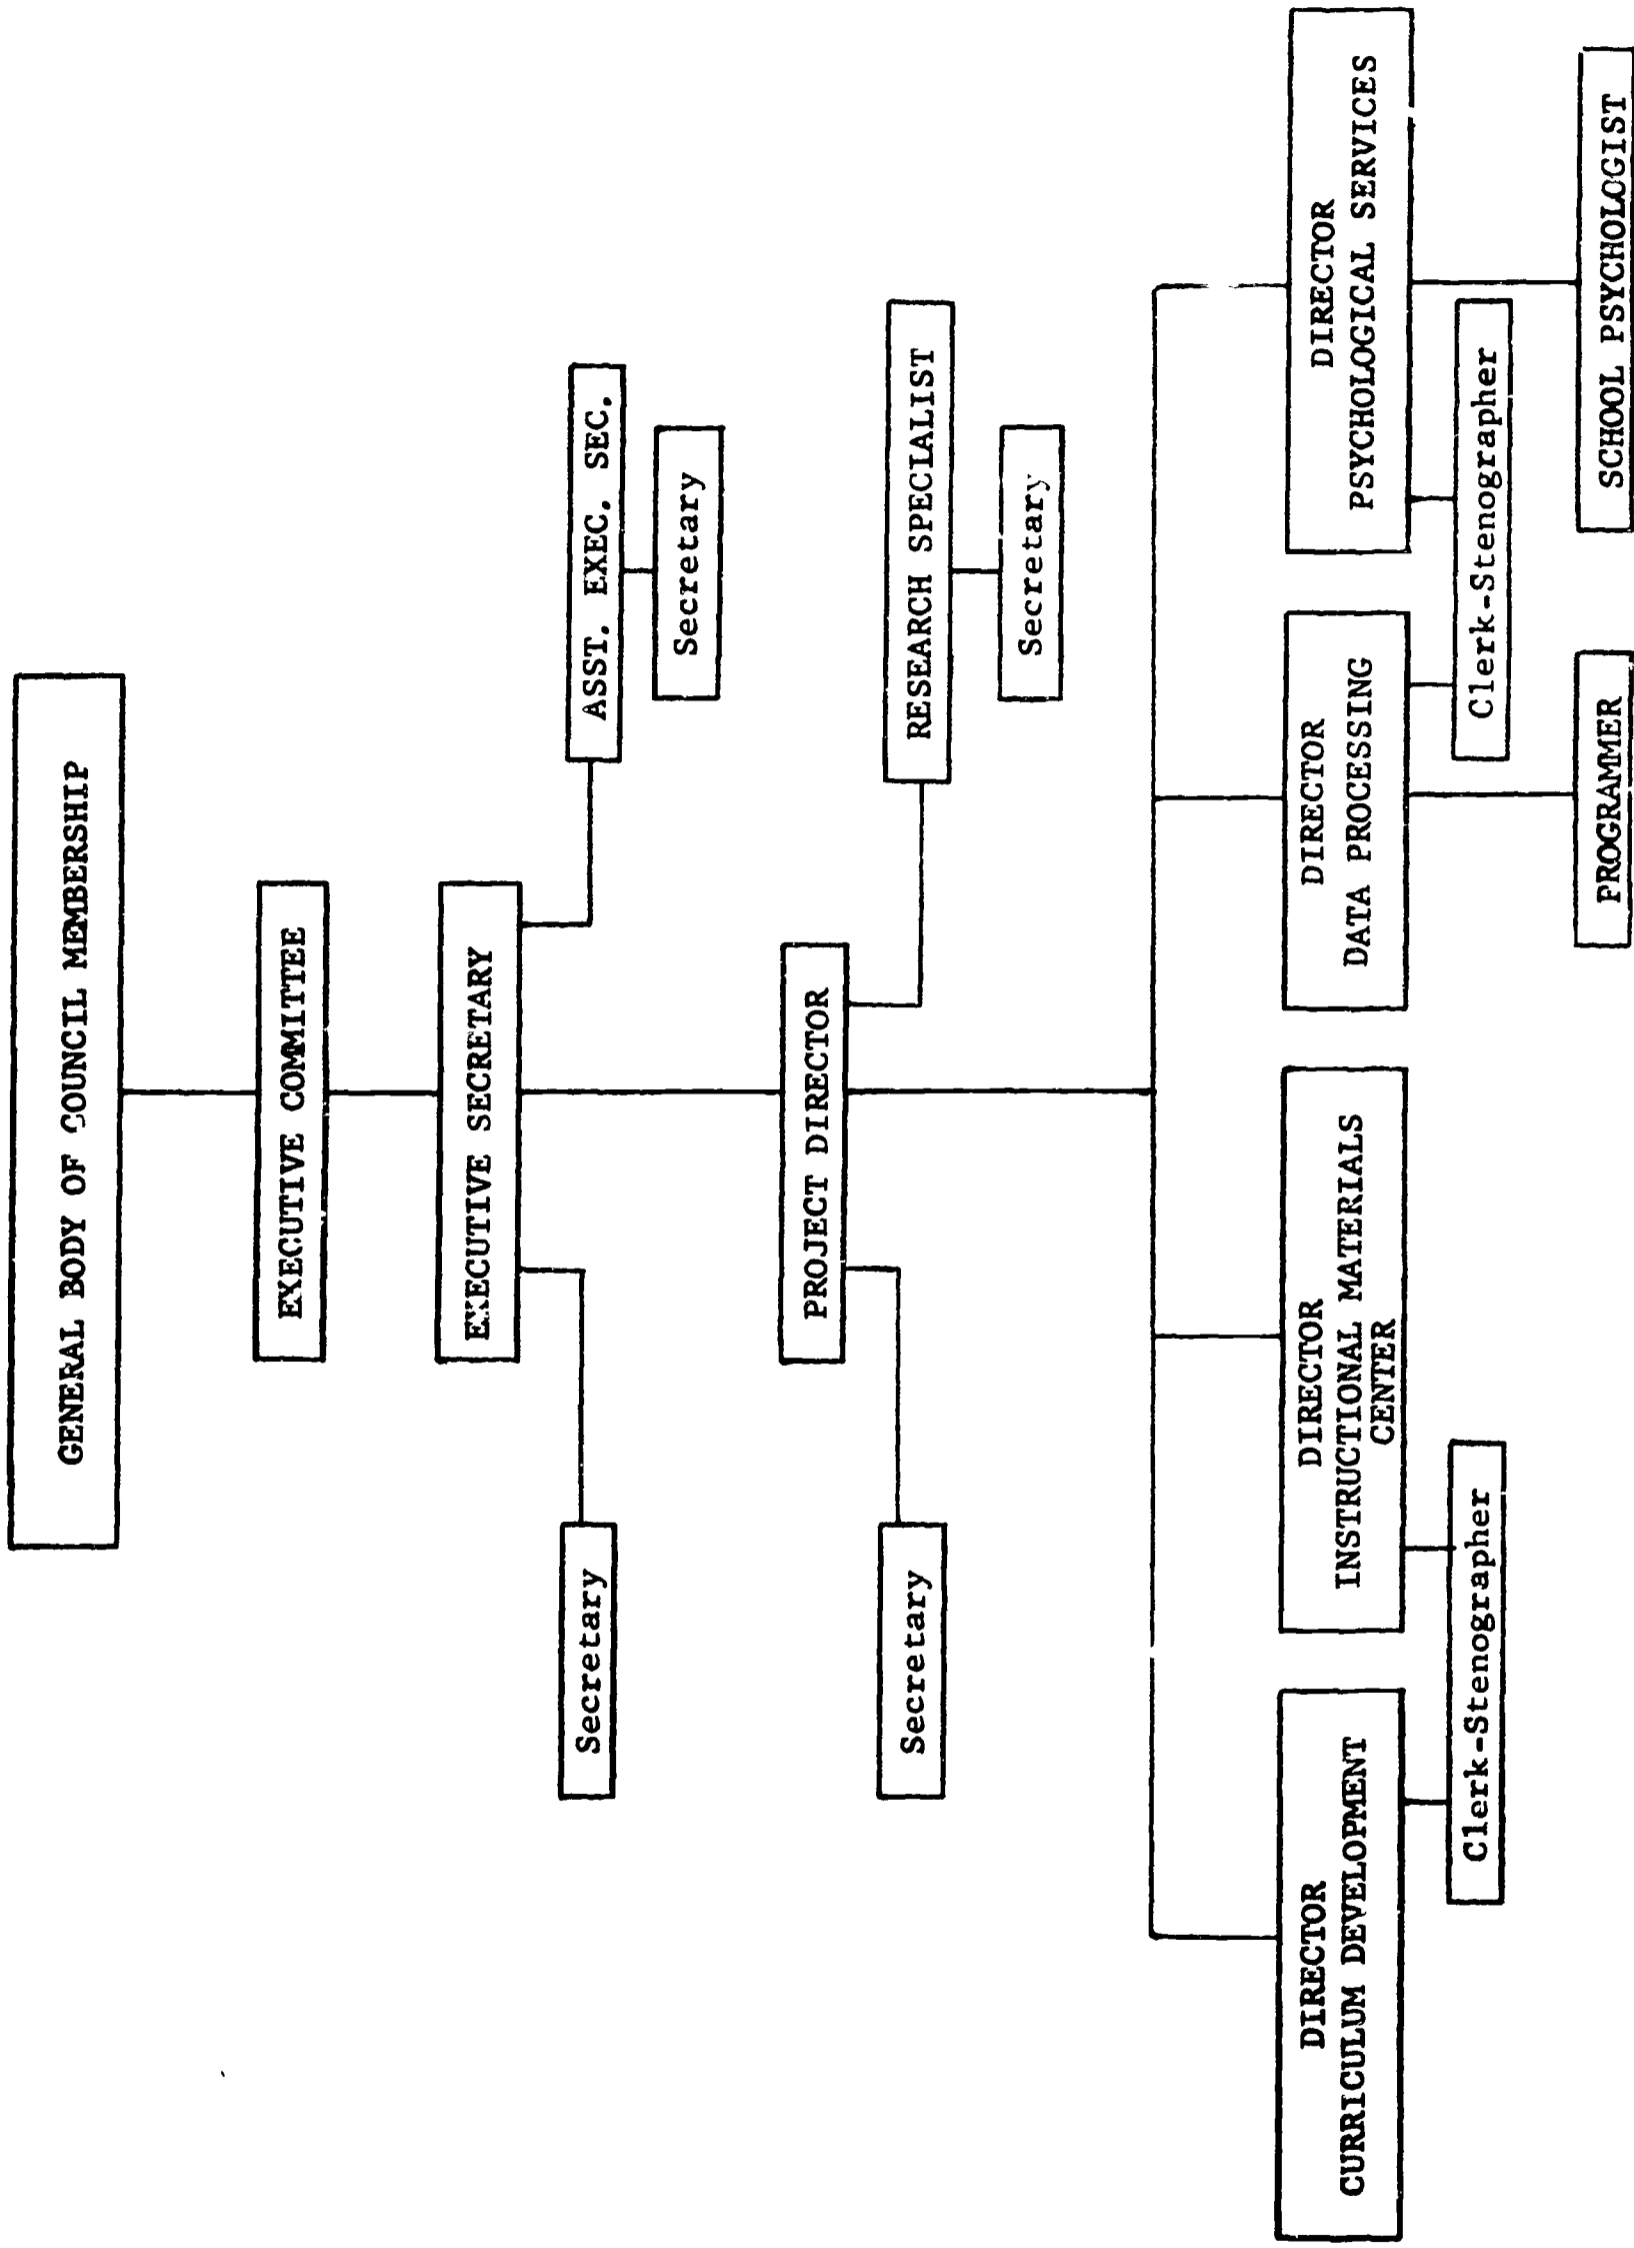 GENERAL BODY OF COUNCIL MEMBERSHIP
EXECUTIVE COMMITTEE
EXECUTIVE SECRETARY
Secretary
ASST. EXEC. SEC.
Secretary
PROJECT DIRECTOR
Secretary
RESEARCH SPECIALIST
Secretary
DIRECTOR
CURRICULUM DEVELOPMENT
DIRECTOR
INSTRUCTIONAL MATERIALS
CENTER
DIRECTOR
DATA PROCESSING
DIRECTOR
PSYCHOLOGICAL SERVICES
Clerk-Stenographer
Clerk-Stenographer
PROGRAMMER
SCHOOL PSYCHOLOGIST